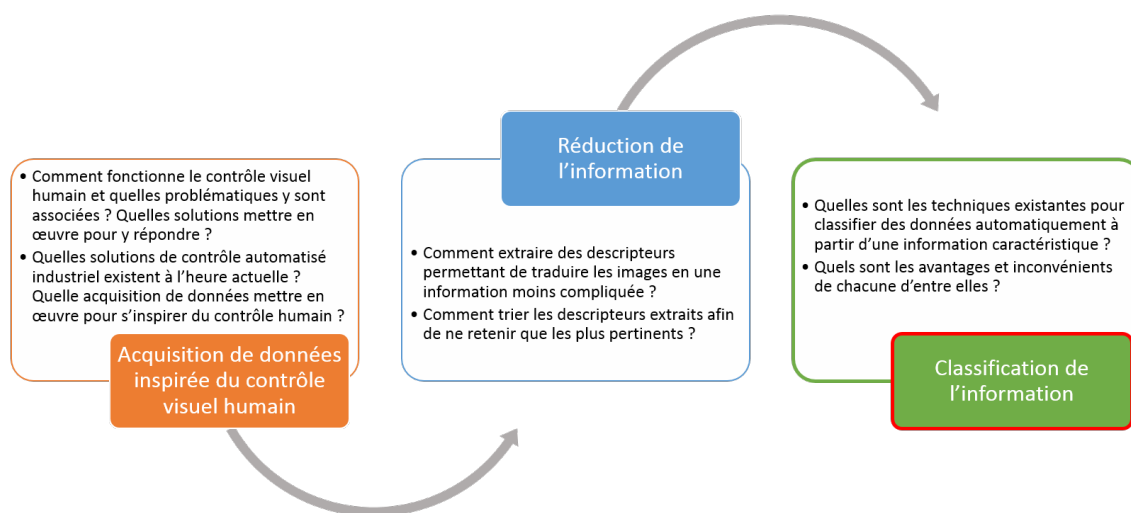 • Comment fonctionne le contrôle visuel
humain et quelles problématiques y sont
associées ? Quelles solutions mettre en
œuvre pour y répondre ?
• Quelles solutions de contrôle automatisé
industriel existent à l'heure actuelle ?
Quelle acquisition de données mettre en
œuvre pour s'inspirer du contrôle humain ?
Acquisition de données
inspirée du contrôle
visuel humain
Réduction de
l'information
• Comment extraire des descripteurs
permettant de traduire les images en une
information moins compliquée ?
• Comment trier les descripteurs extraits afin
de ne retenir que les plus pertinents ?
• Quelles sont les techniques existantes pour
classifier des données automatiquement à
partir d'une information caractéristique ?
• Quels sont les avantages et inconvénients
de chacune d'entre elles ?
Classification de
l'information